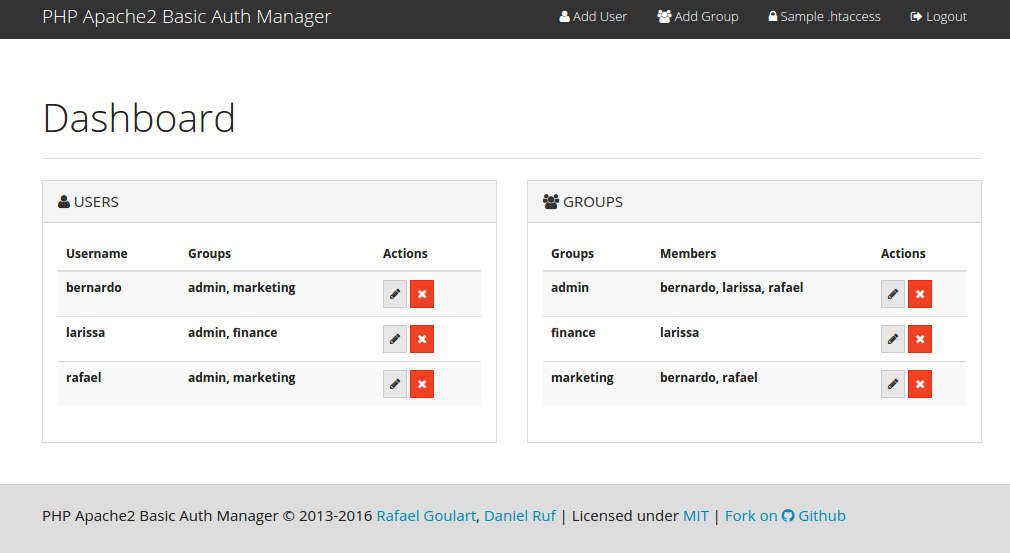 PHP Apache2 Basic Auth Manager Add User Add Group Sample .htaccess Logout
Dashboard
USERS
Username Groups Actions
bernardo admin, marketing
larissa admin, finance
rafael admin, marketing
GROUPS
Groups Members Actions
admin bernardo, larissa, rafael
finance larissa
marketing bernardo, rafael
PHP Apache2 Basic Auth Manager © 2013-2016 Rafael Goulart, Daniel Ruf | Licensed under MIT | Fork on Github